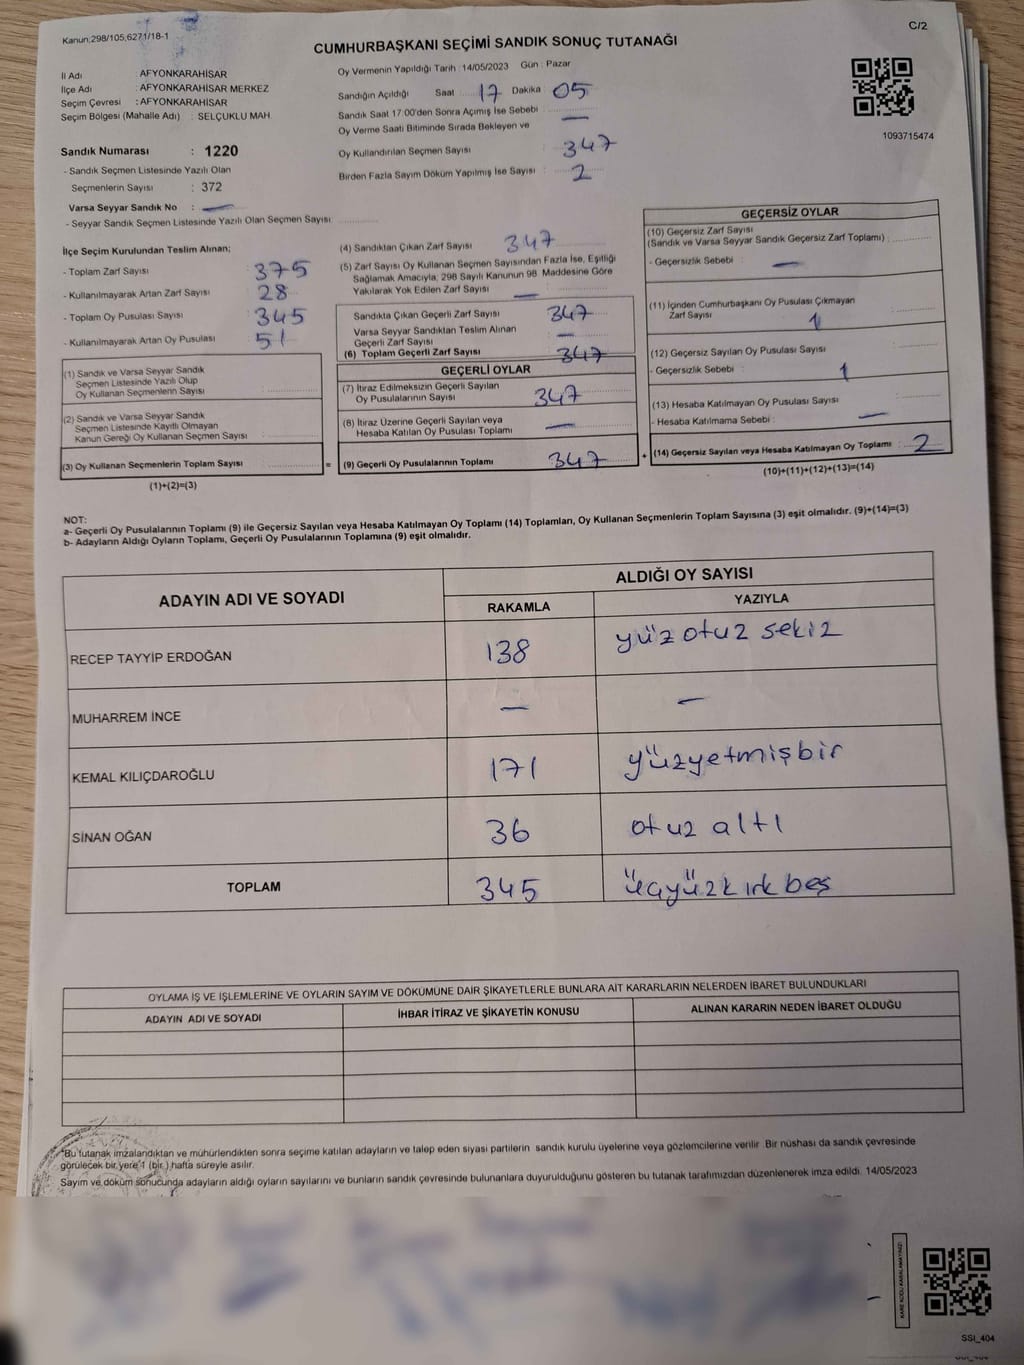 Kanun;298/105,6271/18-1
C/2
CUMHURBAŞKANI SEÇİMİ SANDIK SONUÇ TUTANAĞI
İl Adı : AFYONKARAHİSAR
İlçe Adı : AFYONKARAHİSAR MERKEZ
Seçim Çevresi : AFYONKARAHİSAR
Seçim Bölgesi (Mahalle Adı) : SELÇUKLU MAH
Oy Vermenin Yapıldığı Tarih : 14/05/2023 Gün : Pazar
Sandığın Açıldığı Saat 17 Dakika 05
Sandık Saat 17:00'den Sonra Açımış İse Sebebi —
Oy Verme Saati Bitiminde Sırada Bekleyen ve
Oy Kullandırılan Seçmen Sayısı : 347
Birden Fazla Sayım Döküm Yapılmış İse Sayısı 2
1093715474
Sandık Numarası : 1220
- Sandık Seçmen Listesinde Yazılı Olan
Seçmenlerin Sayısı : 372
Varsa Seyyar Sandık No : —
- Seyyar Sandık Seçmen Listesinde Yazılı Olan Seçmen Sayısı:
İlçe Seçim Kurulundan Teslim Alınan;
- Toplam Zarf Sayısı 375
- Kullanılmayarak Artan Zarf Sayısı : 28
- Toplam Oy Pusulası Sayısı : 345
- Kullanılmayarak Artan Oy Pusulası : 51
(1) Sandık ve Varsa Seyyar Sandık
Seçmen Listesinde Yazılı Olup
Oy Kullanan Seçmenlerin Sayısı
(2) Sandık ve Varsa Seyyar Sandık
Seçmen Listesinde Kayıtlı Olmayan
Kanun Gereği Oy Kullanan Seçmen Sayısı :
(3) Oy Kullanan Seçmenlerin Toplam Sayısı =
(1)+(2)=(3)
(4) Sandıktan Çıkan Zarf Sayısı 347
(5) Zarf Sayısı Oy Kullanan Seçmen Sayısından Fazla İse, Eşitliği
Sağlamak Amacıyla; 298 Sayılı Kanunun 98. Maddesine Göre
Yakılarak Yok Edilen Zarf Sayısı —
Sandıkta Çıkan Geçerli Zarf Sayısı 347
Varsa Seyyar Sandıktan Teslim Alınan
Geçerli Zarf Sayısı : —
(6) Toplam Geçerli Zarf Sayısı 347
GEÇERLİ OYLAR
(7) İtiraz Edilmeksizin Geçerli Sayılan
Oy Pusulalarının Sayısı 347
(8) İtiraz Üzerine Geçerli Sayılan veya
Hesaba Katılan Oy Pusulası Toplamı —
(9) Geçerli Oy Pusulalarının Toplamı 347 +
GEÇERSİZ OYLAR
(10) Geçersiz Zarf Sayısı
(Sandık ve Varsa Seyyar Sandık Geçersiz Zarf Toplamı) :
- Geçersizlik Sebebi : —
(11) İçinden Cumhurbaşkanı Oy Pusulası Çıkmayan
Zarf Sayısı 1
(12) Geçersiz Sayılan Oy Pusulası Sayısı
- Geçersizlik Sebebi : 1
(13) Hesaba Katılmayan Oy Pusulası Sayısı
- Hesaba Katılmama Sebebi : —
(14) Geçersiz Sayılan veya Hesaba Katılmayan Oy Toplamı : 2
(10)+(11)+(12)+(13)=(14)
NOT:
a- Geçerli Oy Pusulalarının Toplamı (9) ile Geçersiz Sayılan veya Hesaba Katılmayan Oy Toplamı (14) Toplamları, Oy Kullanan Seçmenlerin Toplam Sayısına (3) eşit olmalıdır. (9)+(14)=(3)
b- Adayların Aldığı Oyların Toplamı, Geçerli Oy Pusulalarının Toplamına (9) eşit olmalıdır.
ADAYIN ADI VE SOYADI ALDIĞI OY SAYISI
RAKAMLA YAZIYLA
RECEP TAYYİP ERDOĞAN 138 yüz otuz sekiz
MUHARREM İNCE — —
KEMAL KILIÇDAROĞLU 171 yüzyetmişbir
SİNAN OĞAN 36 otuz altı
TOPLAM 345 üçyüzkırk beş
OYLAMA İŞ VE İŞLEMLERİNE VE OYLARIN SAYIM VE DÖKÜMÜNE DAİR ŞİKAYETLERLE BUNLARA AİT KARARLARIN NELERDEN İBARET BULUNDUKLARI
ADAYIN ADI VE SOYADI İHBAR İTİRAZ VE ŞİKAYETİN KONUSU ALINAN KARARIN NEDEN İBARET OLDUĞU
*Bu tutanak imzalandıktan ve mühürlendikten sonra seçime katılan adayların ve talep eden siyasi partilerin sandık kurulu üyelerine veya gözlemcilerine verilir. Bir nüshası da sandık çevresinde
görülecek bir yere 1 (bir ) hafta süreyle asılır.
Sayım ve döküm sonucunda adayların aldığı oyların sayılarını ve bunların sandık çevresinde bulunanlara duyurulduğunu gösteren bu tutanak tarafımızdan düzenlenerek imza edildi. 14/05/2023
KARE KODU KARALAMAYINIZ!
SSI_404